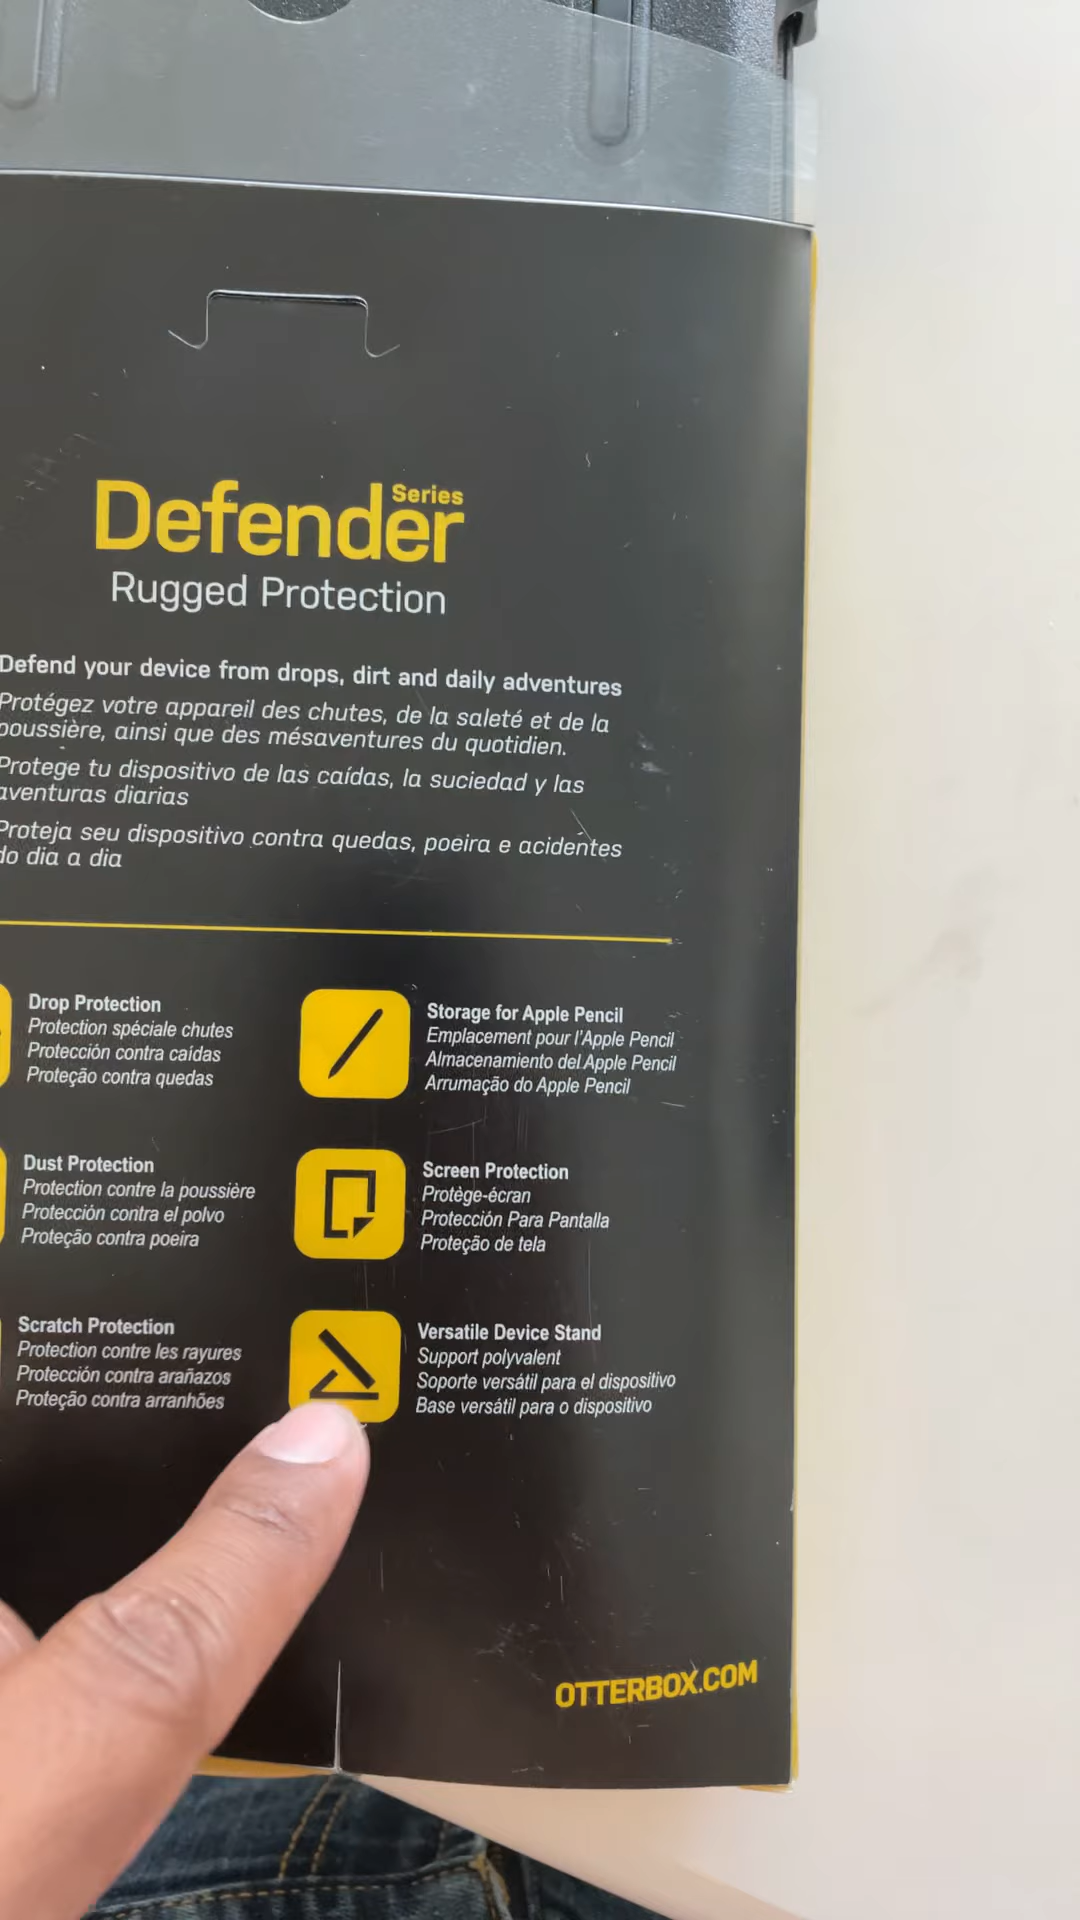 Defender Series
Rugged Protection
Defend your device from drops, dirt and daily adventures
Protégez votre appareil des chutes, de la saleté et de la
poussière, ainsi que des mésaventures du quotidien.
Protege tu dispositivo de las caídas, la suciedad y las
aventuras diarias
Proteja seu dispositivo contra quedas, poeira e acidentes
do dia a dia
Drop Protection
Protection spéciale chutes
Protección contra caídas
Proteção contra quedas
Storage for Apple Pencil
Emplacement pour l'Apple Pencil
Almacenamiento del Apple Pencil
Arrumação do Apple Pencil
Dust Protection
Protection contre la poussière
Protección contra el polvo
Proteção contra poeira
Screen Protection
Protège-écran
Protección Para Pantalla
Proteção de tela
Scratch Protection
Protection contre les rayures
Protección contra arañazos
Proteção contra arranhões
Versatile Device Stand
Support polyvalent
Soporte versátil para el dispositivo
Base versátil para o dispositivo
OTTERBOX.COM